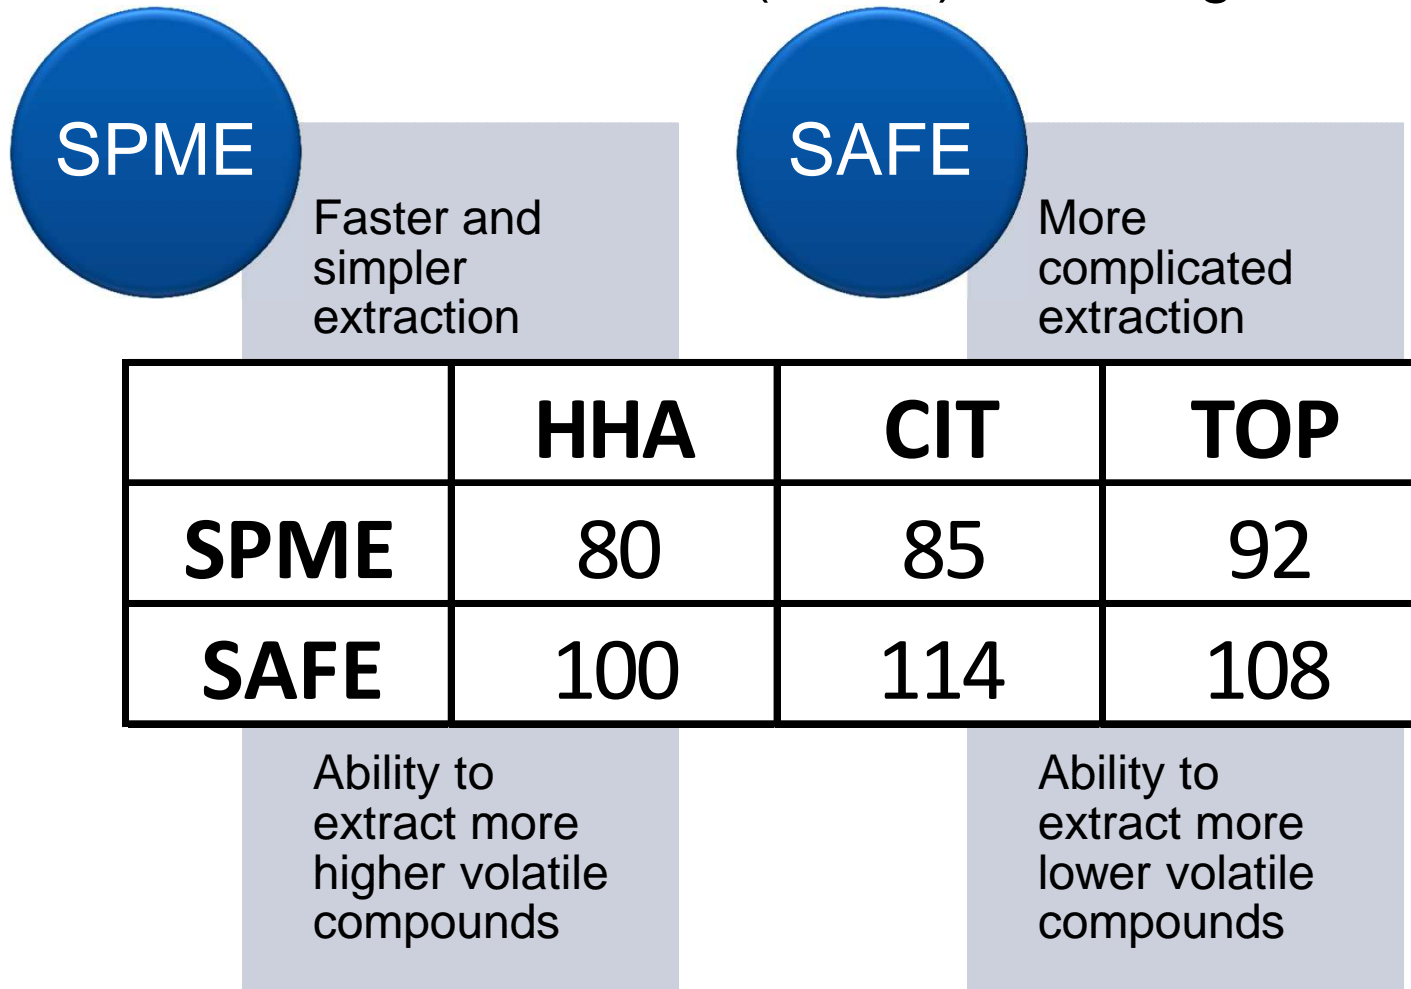 SPME
Faster and
simpler
extraction
SAFE
More
complicated
extraction
HHA CIT TOP
SPME 80 85 92
SAFE 100 114 108
Ability to
extract more
higher volatile
compounds
Ability to
extract more
lower volatile
compounds